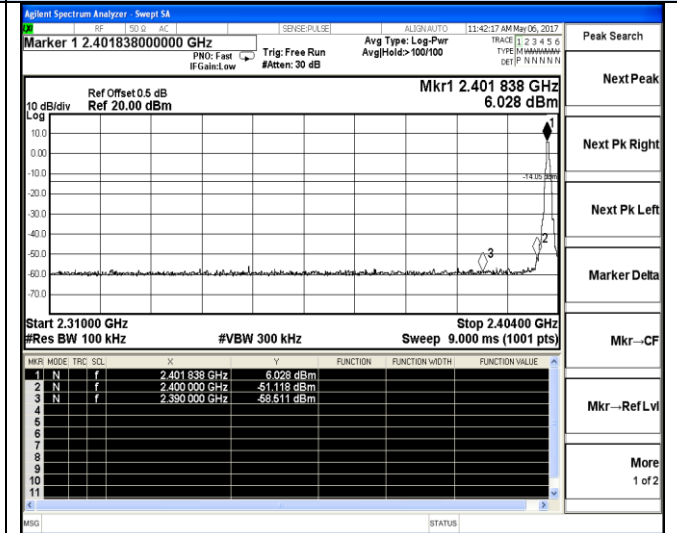 Agilent Spectrum Analyzer - Swept SA
RF 50 Ω AC SENSE:PULSE ALIGN AUTO 11:42:17 AM May 06, 2017
Marker 1 2.401838000000 GHz
PNO: Fast
IFGain:Low
Trig: Free Run
#Atten: 30 dB
Avg Type: Log-Pwr
Avg|Hold:> 100/100
TRACE 1 2 3 4 5 6
TYPE M WWWWW
DET P N N N N N
Ref Offset 0.5 dB
10 dB/div Ref 20.00 dBm
Log
Mkr1 2.401 838 GHz
6.028 dBm
10.0
0.00
-10.0
-20.0
-30.0
-40.0
-50.0
-60.0
-70.0
1
-14.05 dBm
2
3
Start 2.31000 GHz Stop 2.40400 GHz
#Res BW 100 kHz #VBW 300 kHz Sweep 9.000 ms (1001 pts)
MKR MODE TRC SCL X Y FUNCTION FUNCTION WIDTH FUNCTION VALUE
1 N f 2.401 838 GHz 6.028 dBm
2 N f 2.400 000 GHz -51.118 dBm
3 N f 2.390 000 GHz -58.511 dBm
4
5
6
7
8
9
10
11
MSG STATUS
Peak Search
Next Peak
Next Pk Right
Next Pk Left
Marker Delta
Mkr→CF
Mkr→Ref Lvl
More
1 of 2